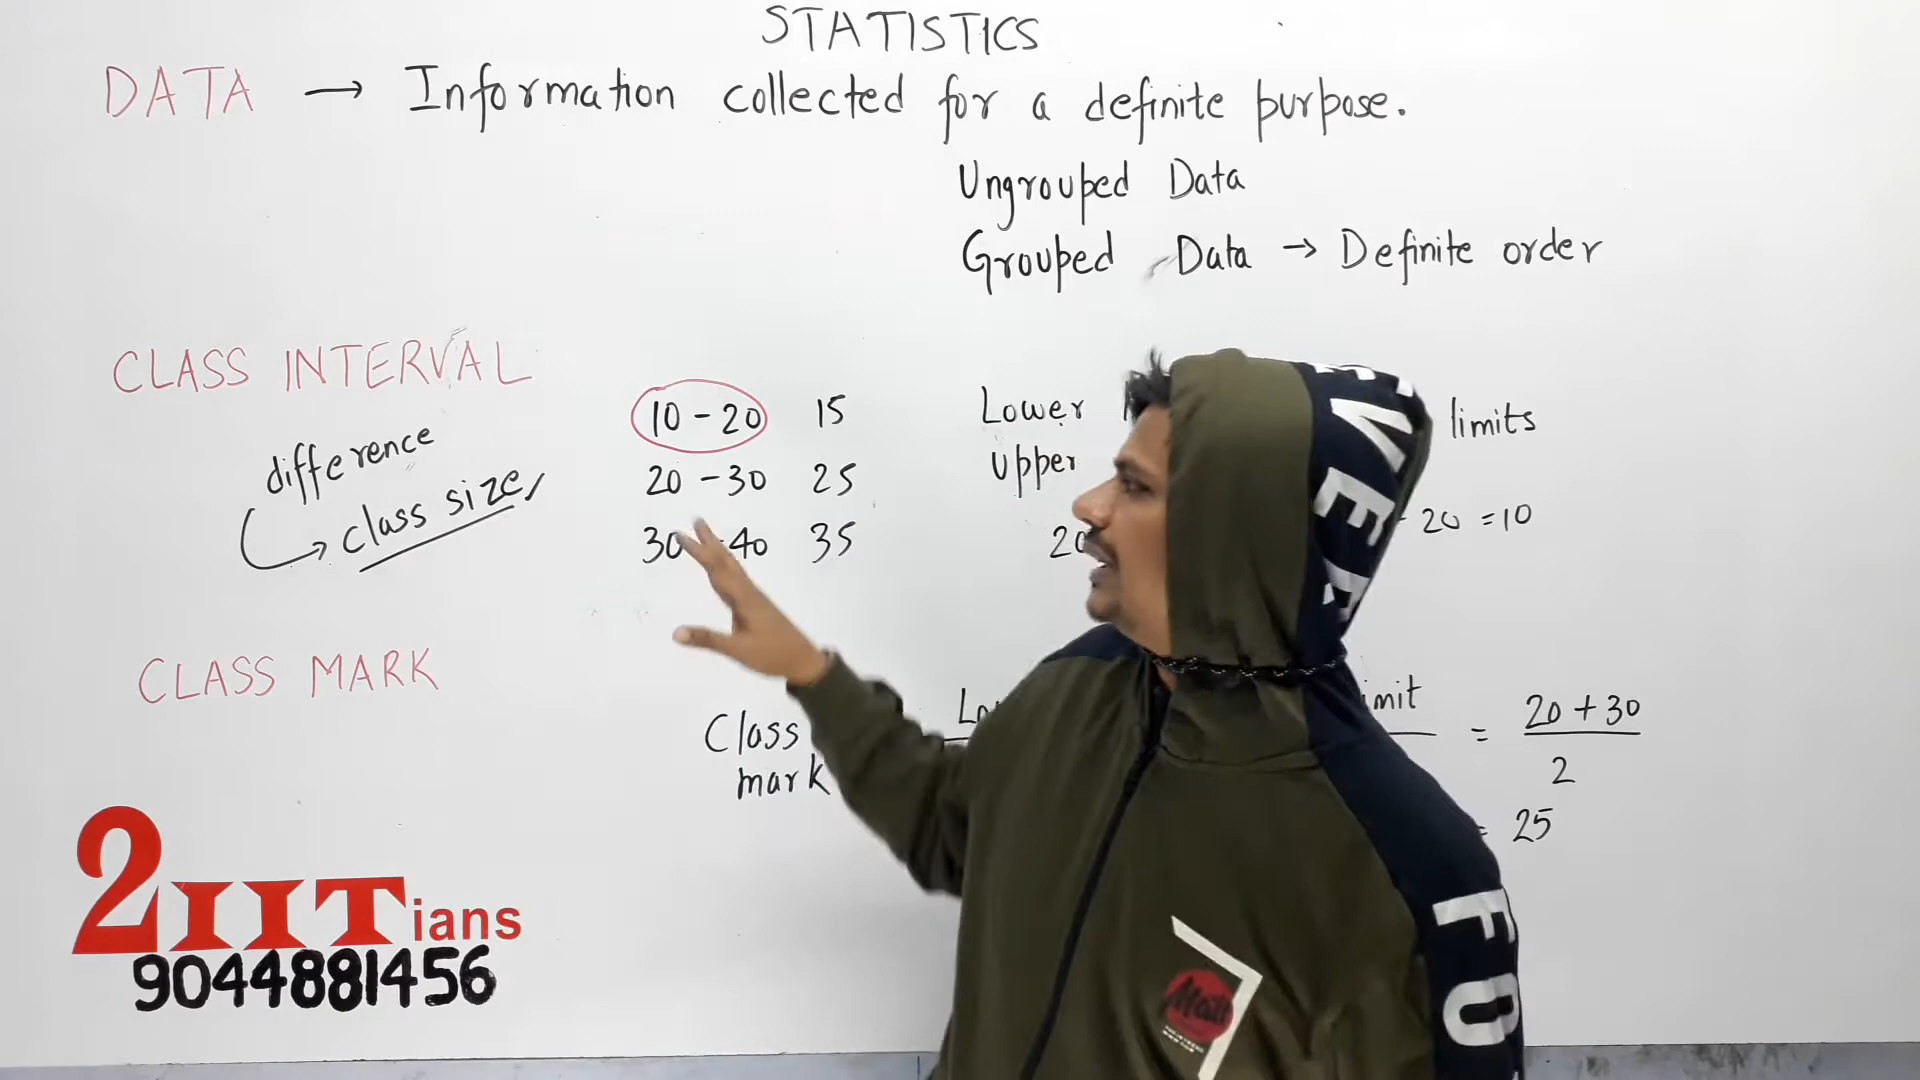 STATISTICS
DATA → Information collected for a definite purpose.
Ungrouped Data
Grouped Data → Definite order
CLASS INTERVAL
difference
→ class size
10 - 20 15
20 - 30 25
30 40 35
Lower limits
Upper
20 = 10
CLASS MARK
Class
mark
= 20 + 30
2
= 25
2IITians
9044881456
FO